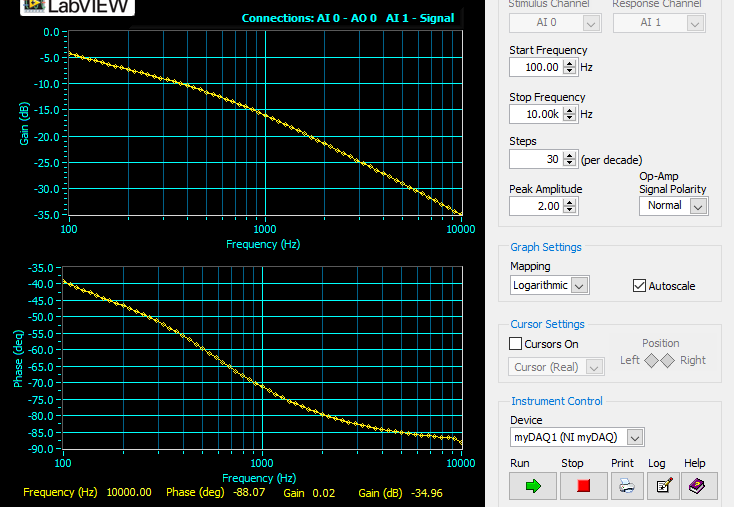 LabVIEW
Connections: AI 0 - AO 0 AI 1 - Signal
0.0
-5.0
-10.0
-15.0
-20.0
-25.0
-30.0
-35.0
Gain (dB)
100 1000 10000
Frequency (Hz)
-35.0
-40.0
-45.0
-50.0
-55.0
-60.0
-65.0
-70.0
-75.0
-80.0
-85.0
-90.0
Phase (deg)
100 1000 10000
Frequency (Hz)
Frequency (Hz) 10000.00 Phase (deg) -88.07 Gain 0.02 Gain (dB) -34.96
Stimulus Channel Response Channel
AI 0 AI 1
Start Frequency
100.00 Hz
Stop Frequency
10.00k Hz
Steps
30 (per decade)
Peak Amplitude
2.00
Op-Amp
Signal Polarity
Normal
Graph Settings
Mapping
Logarithmic Autoscale
Cursor Settings
Cursors On
Position
Cursor (Real) Left Right
Instrument Control
Device
myDAQ1 (NI myDAQ)
Run Stop Print Log Help